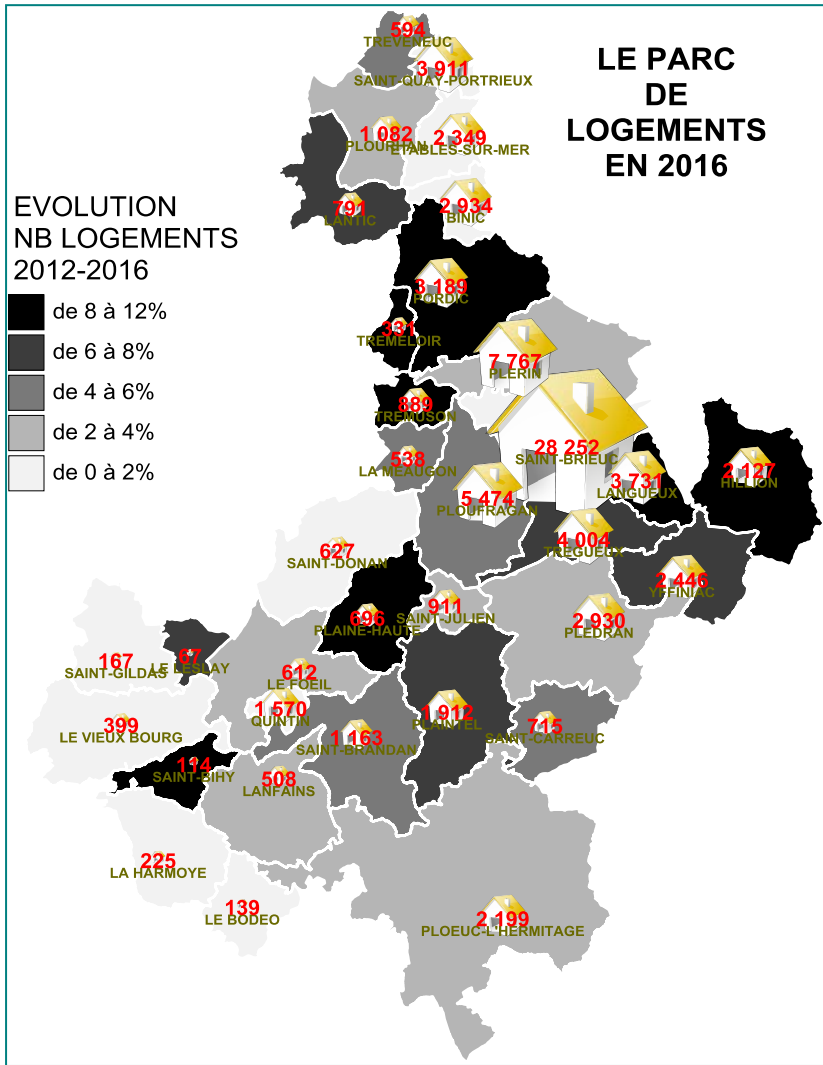 LE PARC
DE
LOGEMENTS
EN 2016
594
TREVENEUC
3 911
SAINT-QUAY-PORTRIEUX
1 082
PLOURHAN
2 349
ETABLES-SUR-MER
791
LANTIC
2 934
BINIC
EVOLUTION
NB LOGEMENTS
2012-2016
de 8 à 12%
de 6 à 8%
de 4 à 6%
de 2 à 4%
de 0 à 2%
3 189
PORDIC
331
TREMELOIR
7 767
PLERIN
889
TREMUSON
28 252
SAINT-BRIEUC
538
LA MEAUGON
5 474
PLOUFRAGAN
3 731
LANGUEUX
2 127
HILLION
4 004
TREGUEUX
627
SAINT-DONAN
2 446
YFFINIAC
696
PLAINE-HAUTE
911
SAINT-JULIEN
2 930
PLEDRAN
167
SAINT-GILDAS
67
LE LESLAY
612
LE FOEIL
1 570
QUINTIN
399
LE VIEUX BOURG
1 163
SAINT-BRANDAN
1 912
PLAINTEL
715
SAINT-CARREUC
114
SAINT-BIHY
508
LANFAINS
225
LA HARMOYE
139
LE BODEO
2 199
PLOEUC-L'HERMITAGE